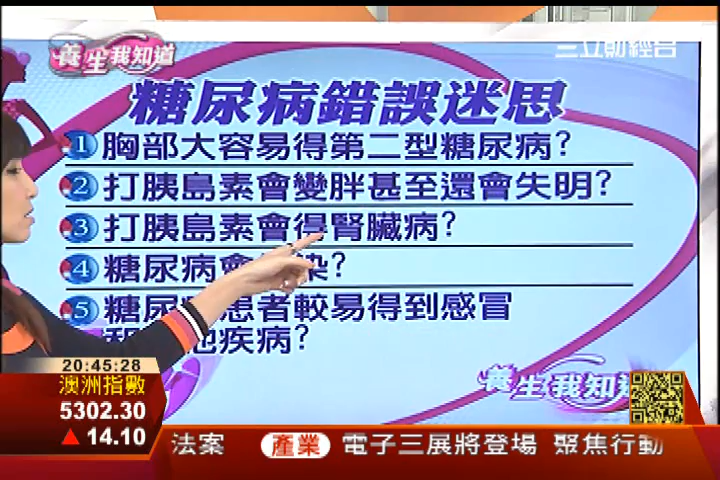 養生我知道
三立財經台
糖尿病錯誤迷思
1 胸部大容易得第二型糖尿病?
2 打胰島素會變胖甚至還會失明?
3 打胰島素會得腎臟病?
4 糖尿病會染?
5 糖尿患者較易得到感冒
他疾病?
養生我知道
20:45:28
澳洲指數
5302.30
▲14.10
法案 產業 電子三展將登場 聚焦行動